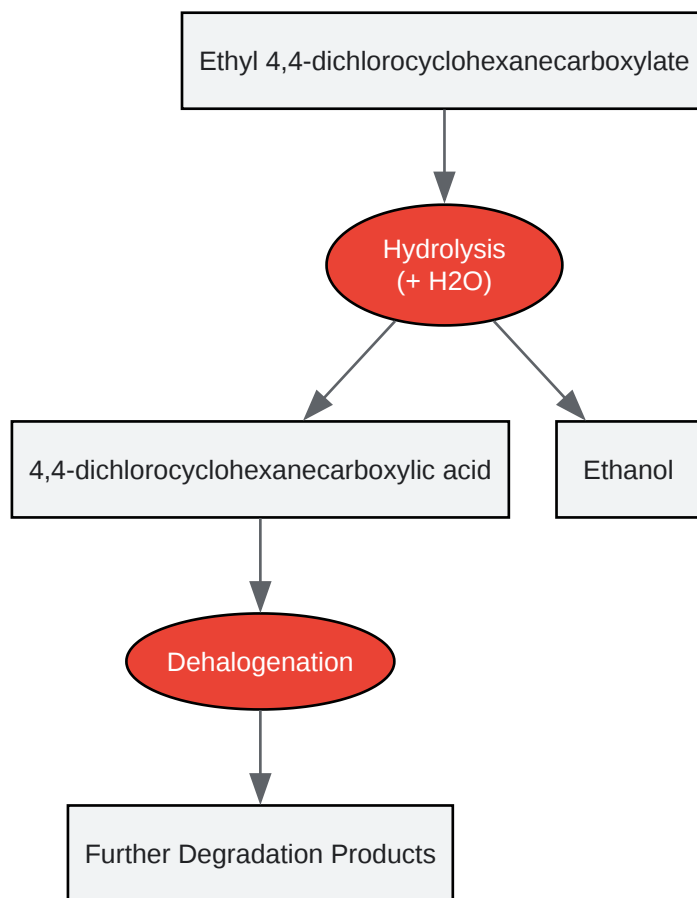 Ethyl 4,4-dichlorocyclohexanecarboxylate
Hydrolysis
(+ H2O)
4,4-dichlorocyclohexanecarboxylic acid
Ethanol
Dehalogenation
Further Degradation Products